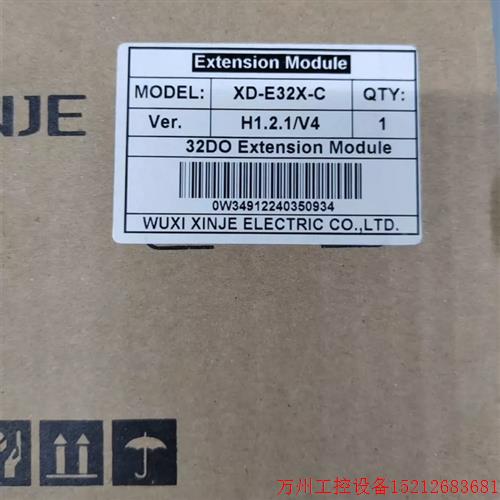 Extension Module
MODEL: XD-E32X-C QTY:
Ver. H1.2.1/V4 1
32DO Extension Module
0W34912240350934
WUXI XINJE ELECTRIC CO.,LTD.
NJE
万州工控设备15212683681